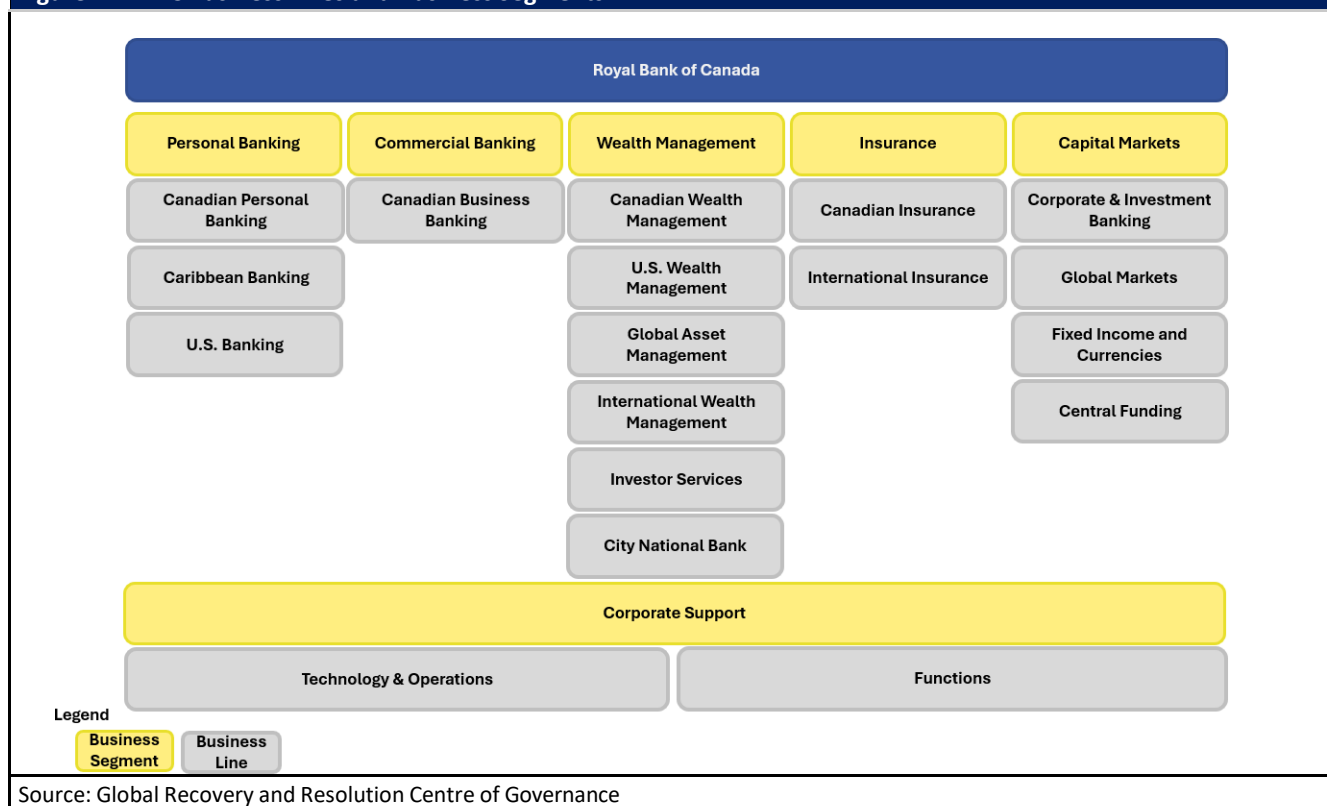 Royal Bank of Canada
Personal Banking
Commercial Banking
Wealth Management
Insurance
Capital Markets
Canadian Personal
Banking
Canadian Business
Banking
Canadian Wealth
Management
Canadian Insurance
Corporate & Investment
Banking
Caribbean Banking
U.S. Wealth
Management
International Insurance
Global Markets
U.S. Banking
Global Asset
Management
Fixed Income and
Currencies
International Wealth
Management
Central Funding
Investor Services
City National Bank
Corporate Support
Technology & Operations
Functions
Legend
Business
Segment
Business
Line
Source: Global Recovery and Resolution Centre of Governance